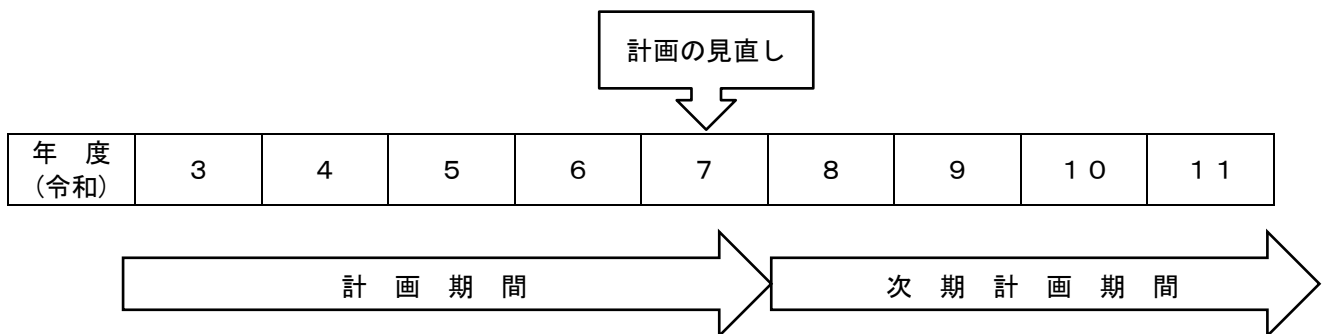 計画の見直し
年　度
(令和)
３
４
５
６
７
８
９
１０
１１
計　画　期　間
次　期　計　画　期　間